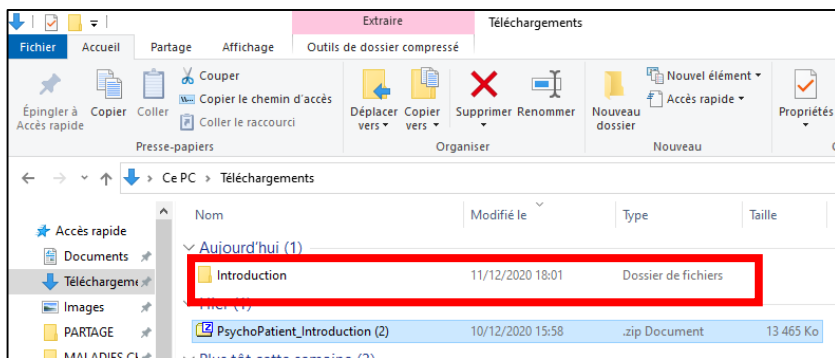 Extraire
Téléchargements
Fichier Accueil Partage Affichage Outils de dossier compressé
Épingler à Accès rapide
Copier
Coller
Couper
Copier le chemin d'accès
Coller le raccourci
Presse-papiers
Déplacer vers
Copier vers
Supprimer
Renommer
Organiser
Nouveau dossier
Nouvel élément
Accès rapide
Nouveau
Propriétés
Ce PC > Téléchargements
Nom Modifié le Type Taille
Accès rapide
Documents
Images
PARTAGE
MALADIES
Aujourd'hui (1)
Introduction 11/12/2020 18:01 Dossier de fichiers
PsychoPatient_Introduction (2) 10/12/2020 15:58 .zip Document 13 465 Ko